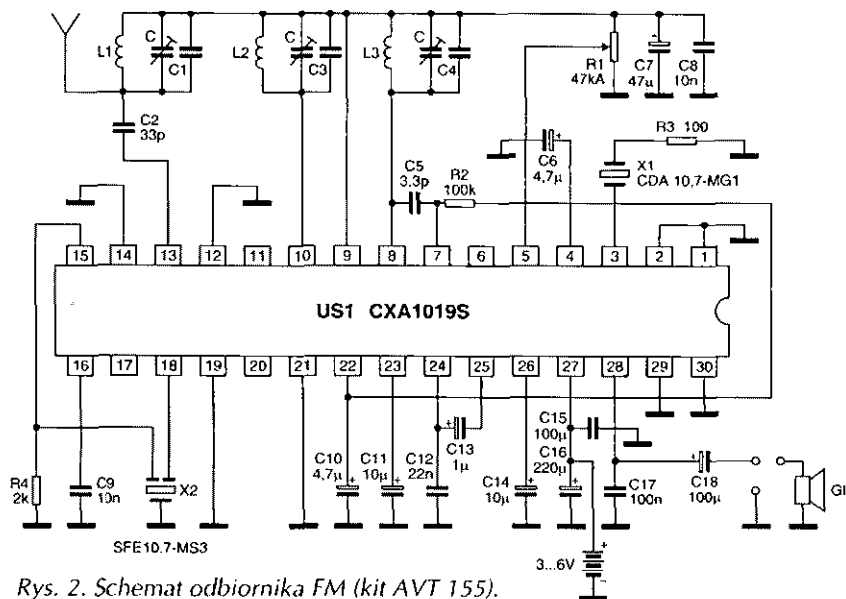 L1 C C1 L2 C C3 L3 C C4 R1 47kA C7 47µ C8 10n
C2 33p
C5 3,3p R2 100k C6 4,7µ R3 100
X1 CDA 10,7-MG1
15 14 13 12 11 10 9 8 7 6 5 4 3 2 1
US1 CXA1019S
16 17 18 19 20 21 22 23 24 25 26 27 28 29 30
R4 2k C9 10n X2 C10 4,7µ C11 10µ C12 22n C13 1µ C14 10µ C15 100µ C16 220µ C17 100n C18 100µ Gł
SFE10.7-MS3
3...6V
Rys. 2. Schemat odbiornika FM (kit AVT 155).